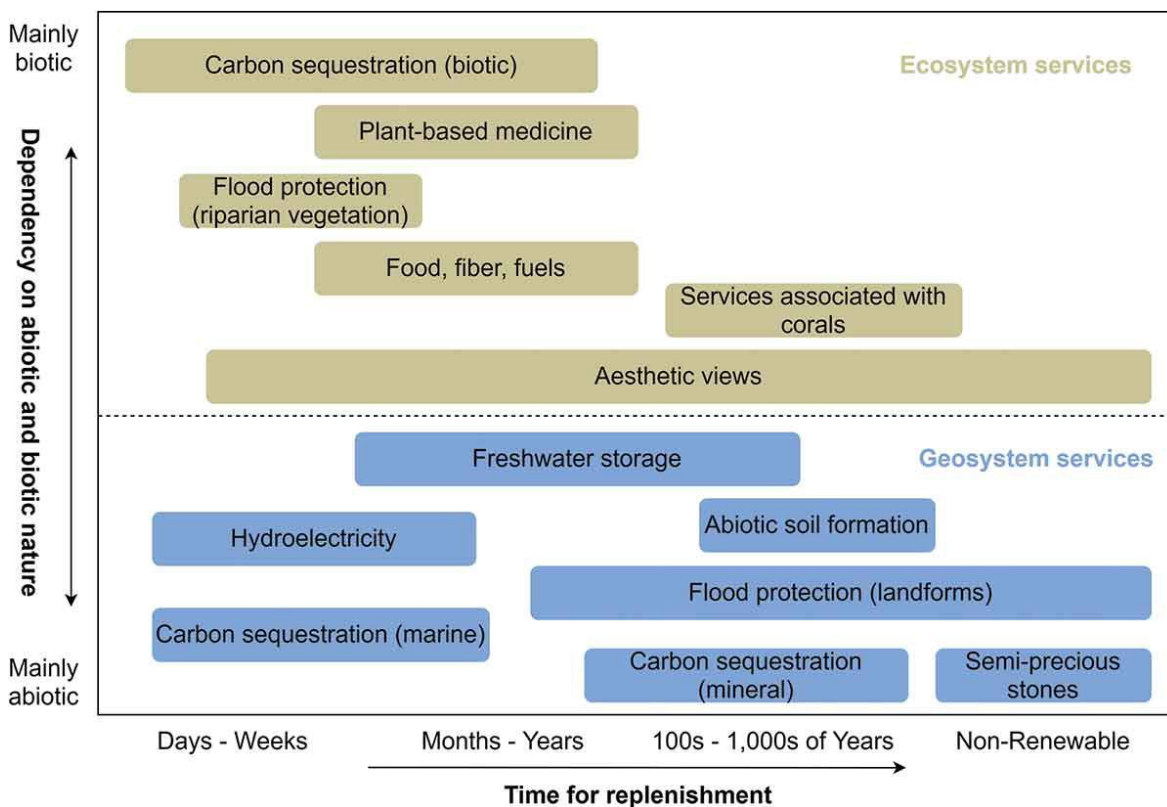 Mainly
biotic
Dependency on abiotic and biotic nature
Mainly
abiotic
Ecosystem services
Carbon sequestration (biotic)
Plant-based medicine
Flood protection
(riparian vegetation)
Food, fiber, fuels
Services associated with
corals
Aesthetic views
Geosystem services
Freshwater storage
Abiotic soil formation
Hydroelectricity
Flood protection (landforms)
Carbon sequestration (marine)
Carbon sequestration
(mineral)
Semi-precious
stones
Days - Weeks
Months - Years
100s - 1,000s of Years
Non-Renewable
Time for replenishment